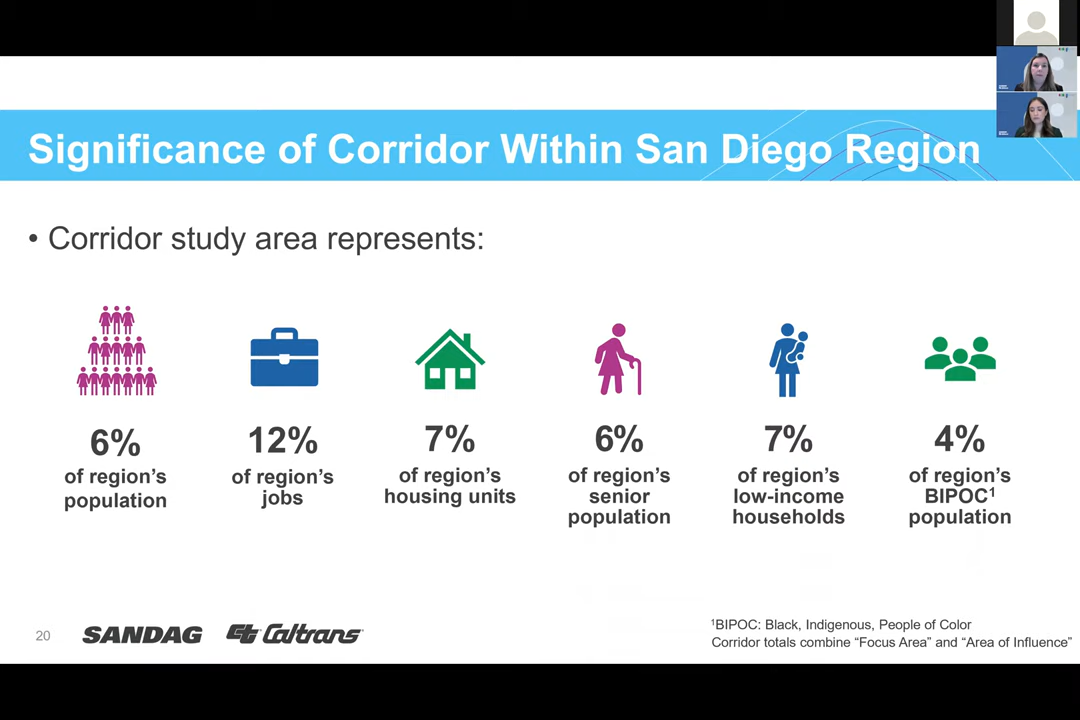 Significance of Corridor Within San Diego Region
• Corridor study area represents:
6%
of region’s
population
12%
of region’s
jobs
7%
of region’s
housing units
6%
of region’s
senior
population
7%
of region’s
low-income
households
4%
of region’s
BIPOC¹
population
20
SANDAG
Caltrans
¹BIPOC: Black, Indigenous, People of Color
Corridor totals combine “Focus Area” and “Area of Influence”